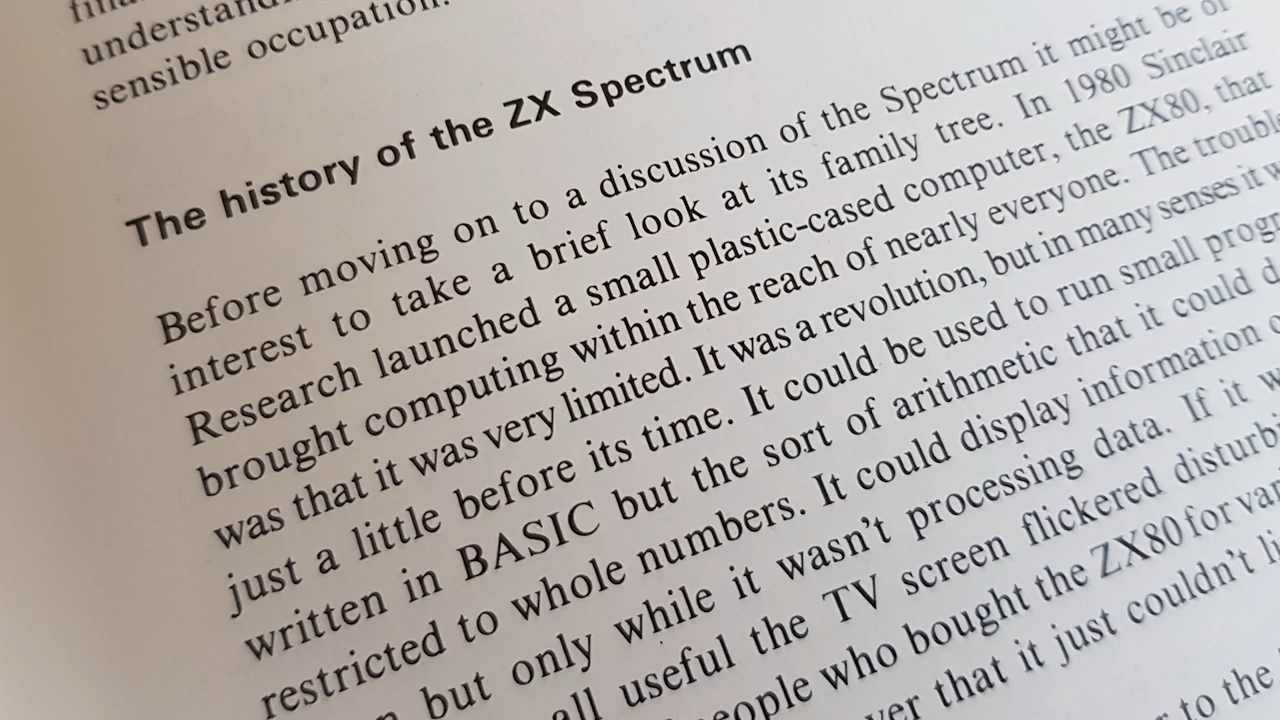 understandi
sensible occupation.
The history of the ZX Spectrum
Before moving on to a discussion of the Spectrum it might be of
interest to take a brief look at its family tree. In 1980 Sinclair
Research launched a small plastic-cased computer, the ZX80, that
brought computing within the reach of nearly everyone. The trouble
was that it was very limited. It was a revolution, but in many senses it w
just a little before its time. It could be used to run small progr
written in BASIC but the sort of arithmetic that it could d
restricted to whole numbers. It could display information o
but only while it wasn't processing data. If it w
all useful the TV screen flickered disturbi
people who bought the ZX80 for var
ver that it just couldn't li
to the